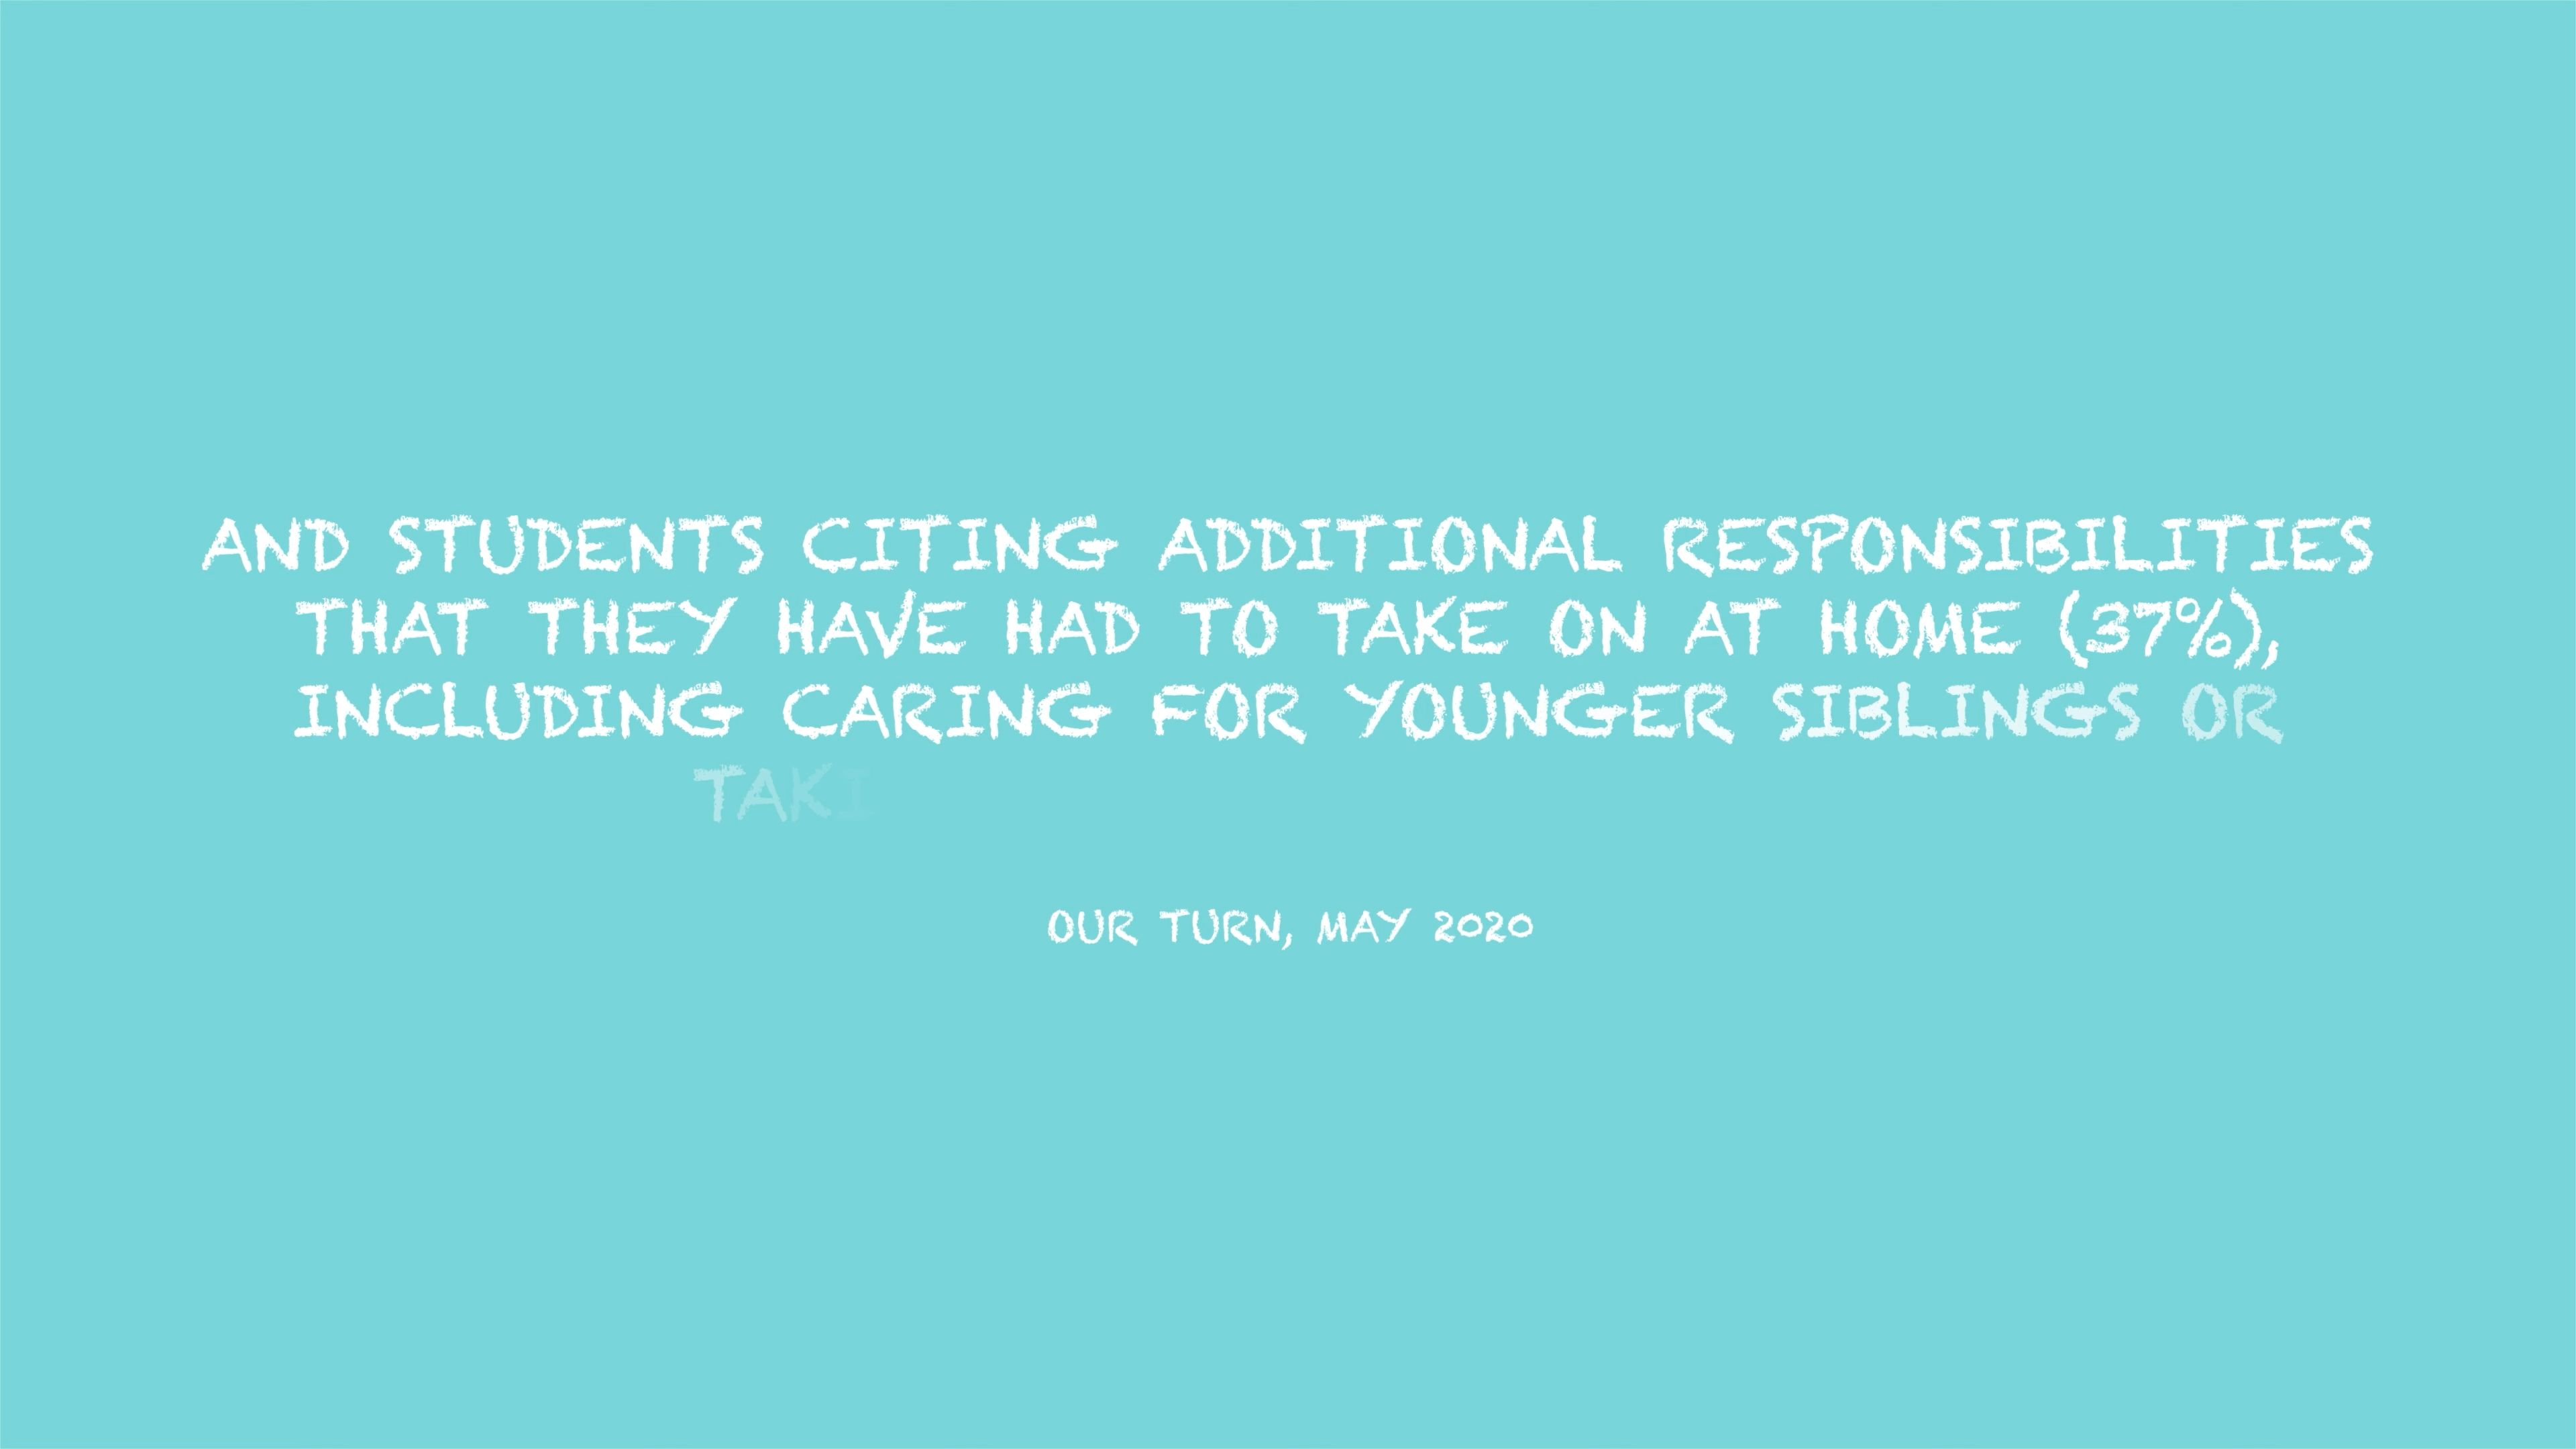 AND STUDENTS CITING ADDITIONAL RESPONSIBILITIES
THAT THEY HAVE HAD TO TAKE ON AT HOME (37%),
INCLUDING CARING FOR YOUNGER SIBLINGS OR
TAKI
OUR TURN, MAY 2020